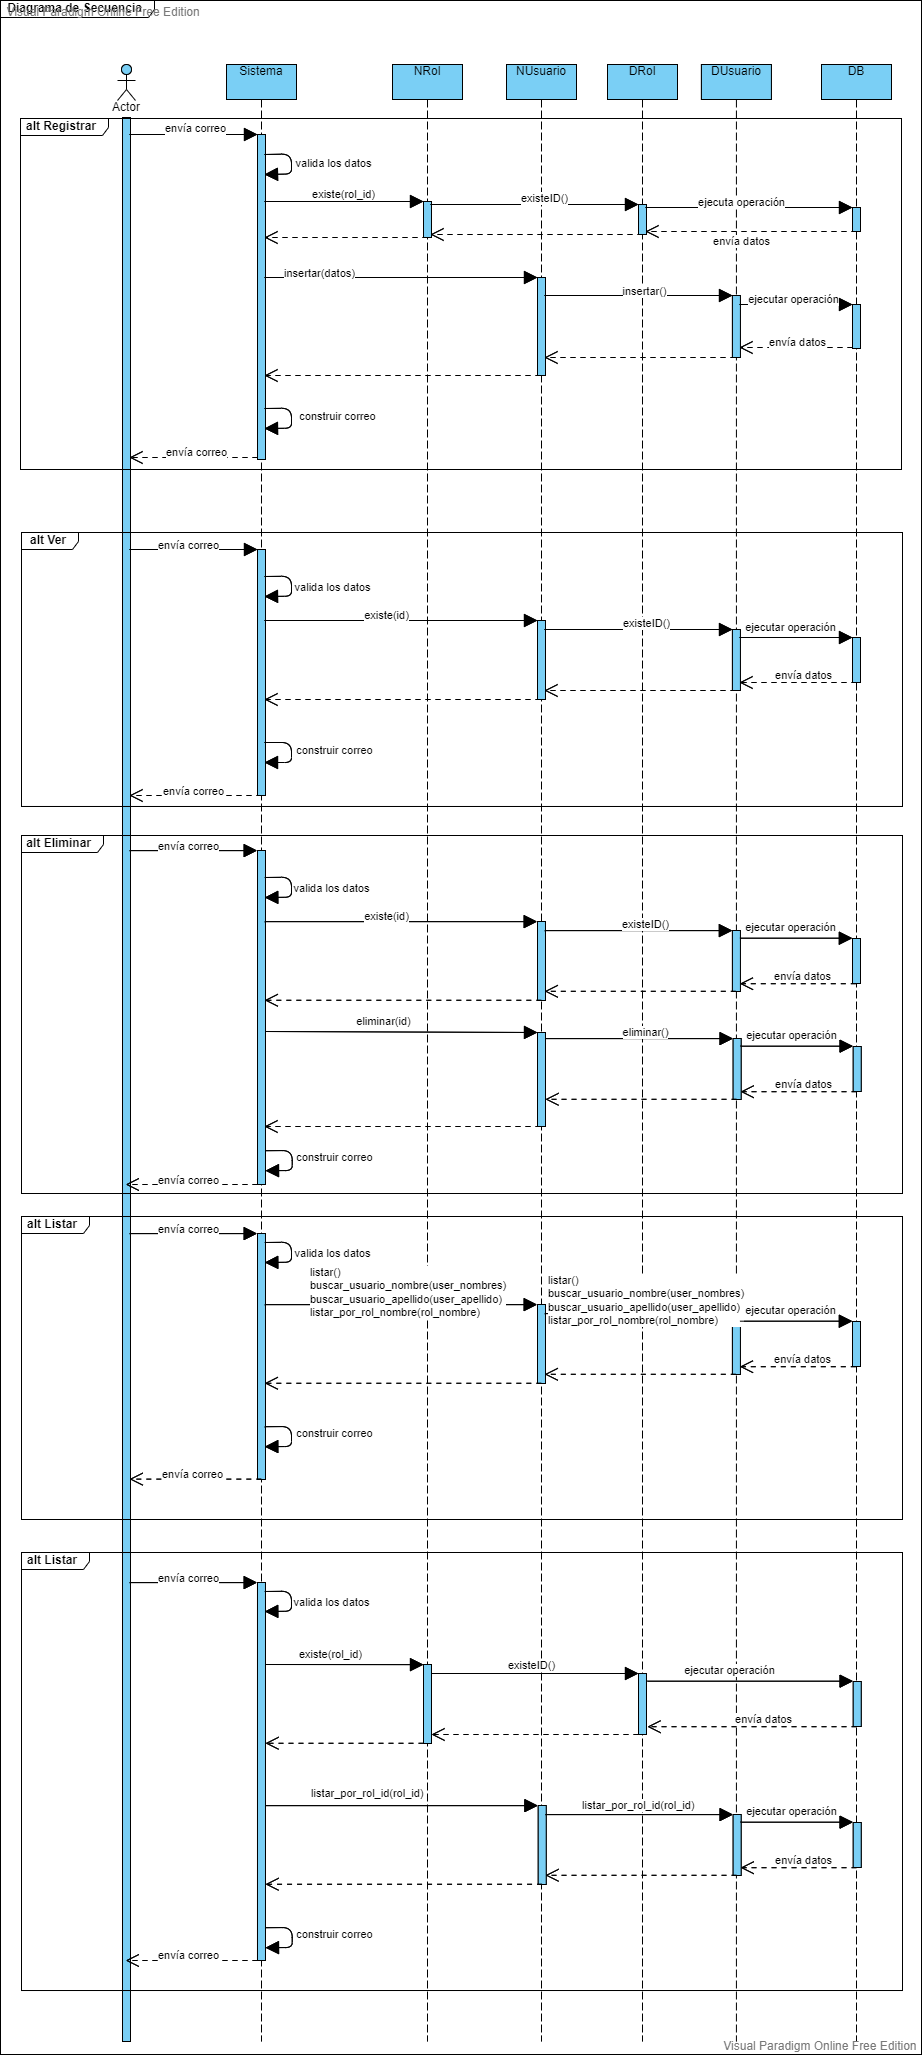 Diagrama de Secuencia
Visual Paradigm Online Free Edition
Actor
Sistema
NRol
NUsuario
DRol
DUsuario
DB
alt Registrar
envía correo
valida los datos
existe(rol_id)
existeID()
ejecuta operación
envía datos
insertar(datos)
insertar()
ejecutar operación
envía datos
construir correo
envía correo
alt Ver
envía correo
valida los datos
existe(id)
existeID()
ejecutar operación
envía datos
construir correo
envía correo
alt Eliminar
envía correo
valida los datos
existe(id)
existeID()
ejecutar operación
envía datos
eliminar(id)
eliminar()
ejecutar operación
envía datos
construir correo
envía correo
alt Listar
envía correo
valida los datos
listar()
buscar_usuario_nombre(user_nombres)
buscar_usuario_apellido(user_apellido)
listar_por_rol_nombre(rol_nombre)
listar()
buscar_usuario_nombre(user_nombres)
buscar_usuario_apellido(user_apellido)
listar_por_rol_nombre(rol_nombre)
ejecutar operación
envía datos
construir correo
envía correo
alt Listar
envía correo
valida los datos
existe(rol_id)
existeID()
ejecutar operación
envía datos
listar_por_rol_id(rol_id)
listar_por_rol_id(rol_id)
ejecutar operación
envía datos
construir correo
envía correo
Visual Paradigm Online Free Edition